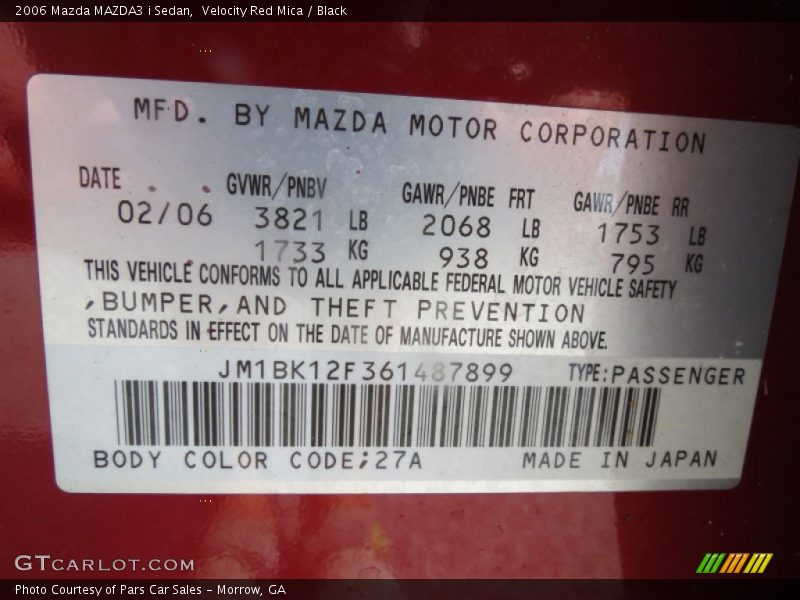 2006 Mazda MAZDA3 i Sedan,  Velocity Red Mica / Black
MFD. BY MAZDA MOTOR CORPORATION
DATE GVWR/PNBV GAWR/PNBE FRT GAWR/PNBE RR
02/06 3821 LB 2068 LB 1753 LB
1733 KG 938 KG 795 KG
THIS VEHICLE CONFORMS TO ALL APPLICABLE FEDERAL MOTOR VEHICLE SAFETY
,BUMPER,AND THEFT PREVENTION
STANDARDS IN EFFECT ON THE DATE OF MANUFACTURE SHOWN ABOVE.
JM1BK12F361487899 TYPE:PASSENGER
BODY COLOR CODE;27A MADE IN JAPAN
GTCARLOT.COM
Photo Courtesy of Pars Car Sales - Morrow, GA